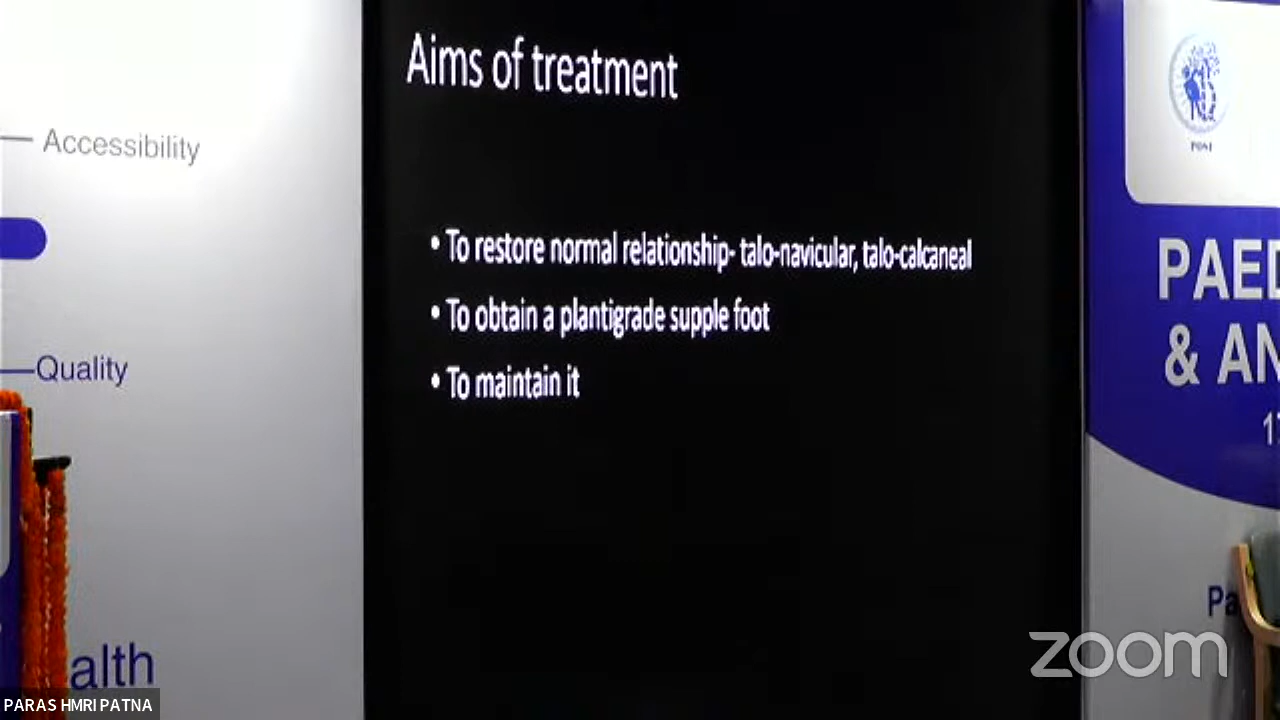 Aims of treatment
• To restore normal relationship- talo-navicular, talo-calcaneal
• To obtain a plantigrade supple foot
• To maintain it
Accessibility
Quality
alth
POSI
PAED
& AN
17
Pa
zoom
PARAS HMRI PATNA